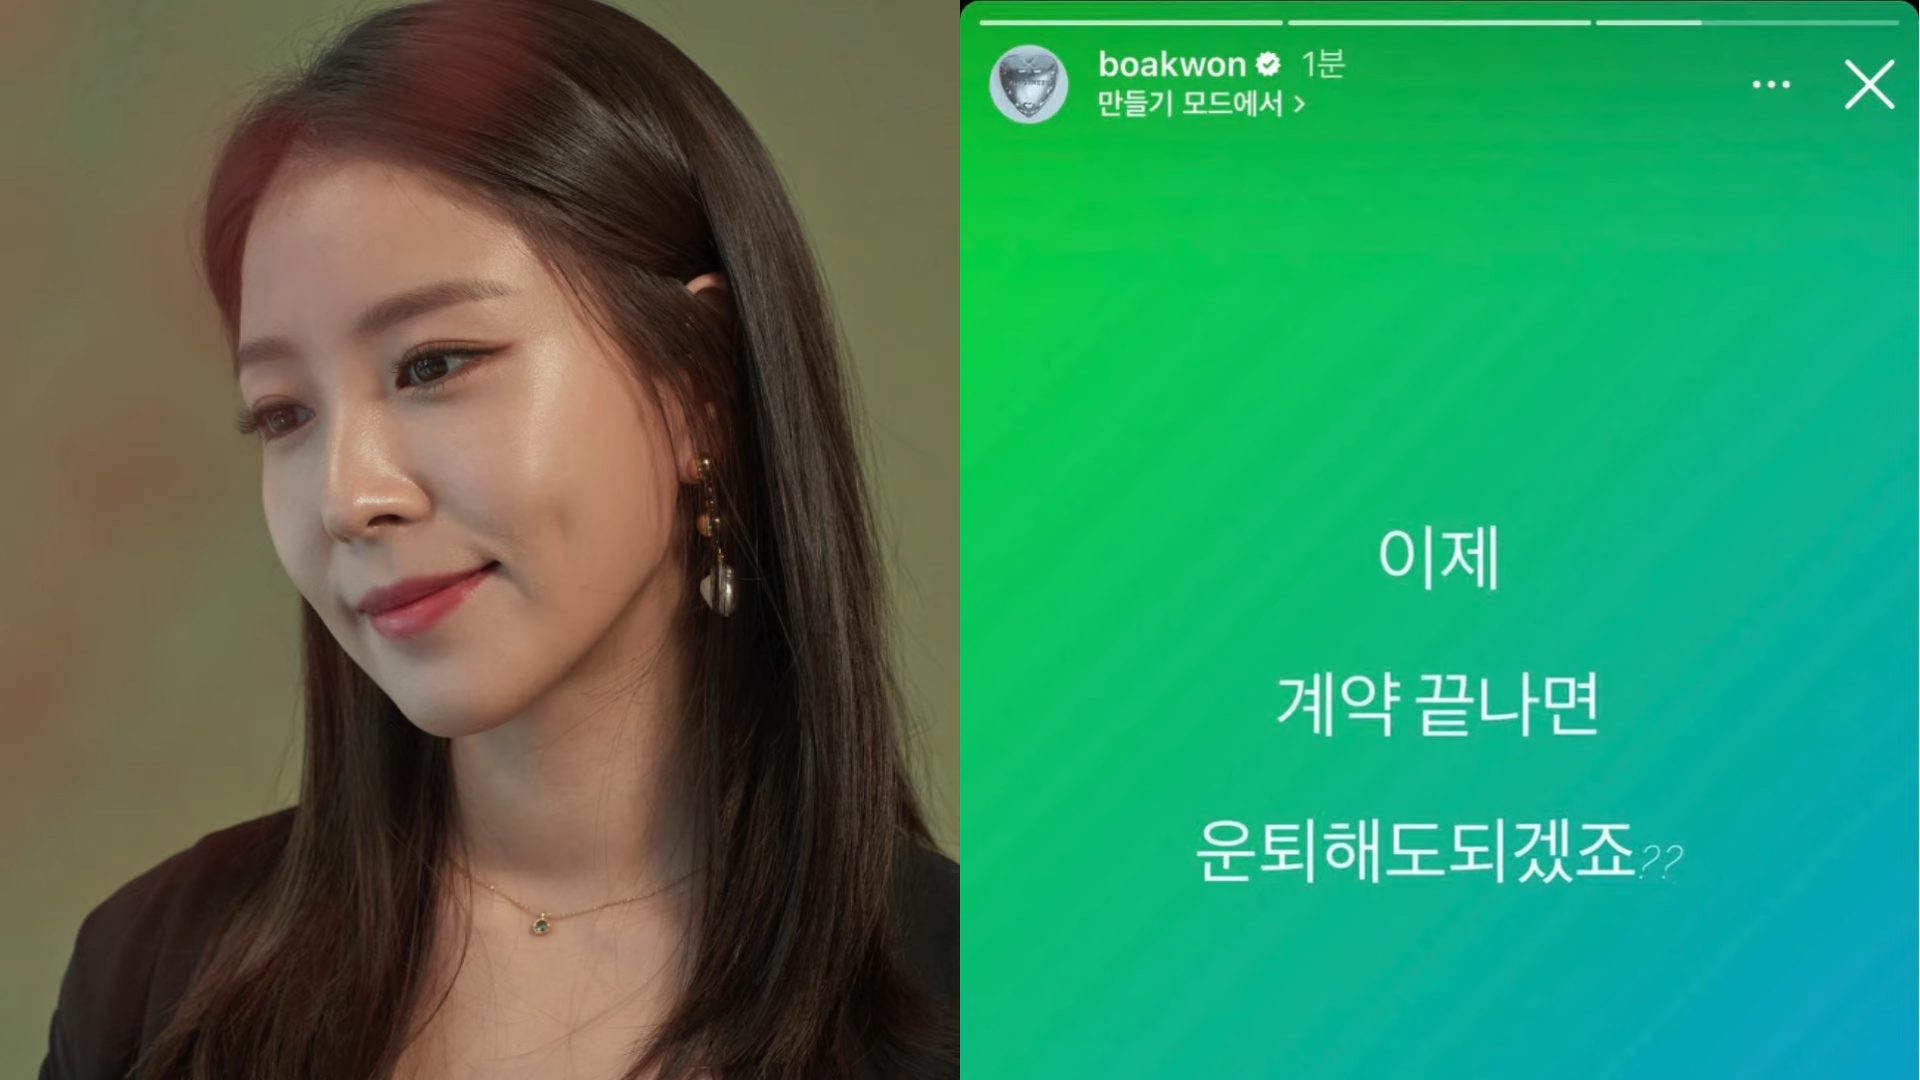 boakwon 1분
만들기 모드에서 >
이제
계약 끝나면
운퇴해도되겠죠??